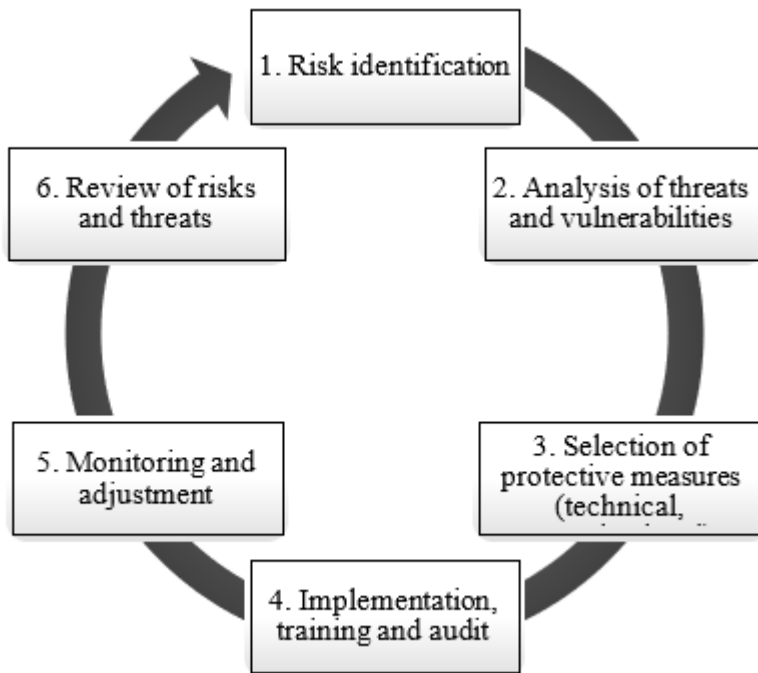 1. Risk identification
2. Analysis of threats
and vulnerabilities
3. Selection of
protective measures
(technical,
4. Implementation,
training and audit
5. Monitoring and
adjustment
6. Review of risks
and threats